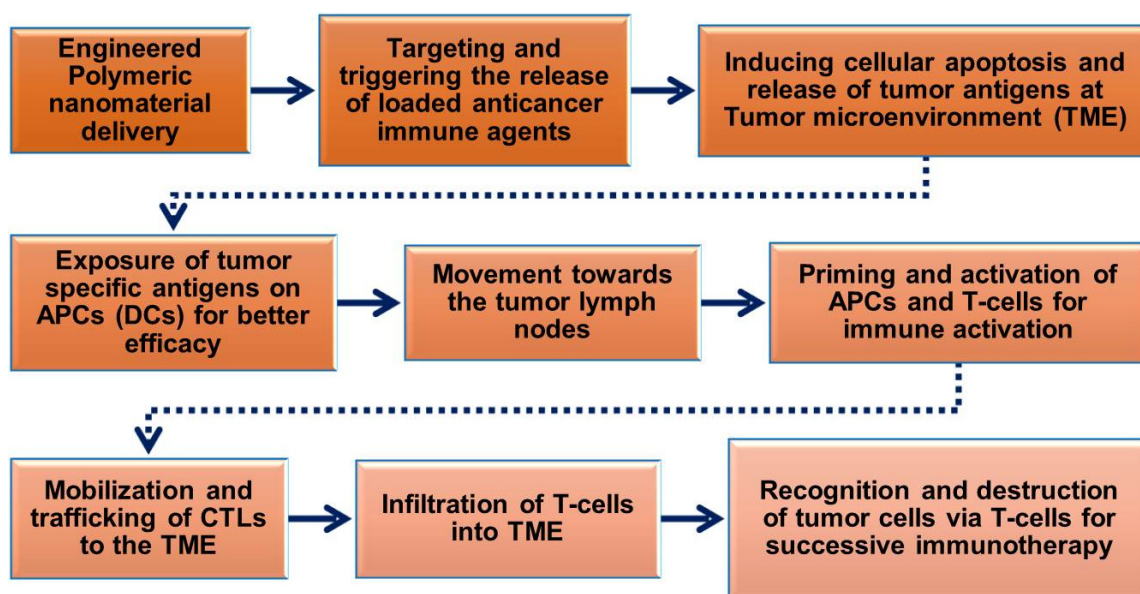 Engineered
Polymeric
nanomaterial
delivery
Targeting and
triggering the release
of loaded anticancer
immune agents
Inducing cellular apoptosis and
release of tumor antigens at
Tumor microenvironment (TME)
Exposure of tumor
specific antigens on
APCs (DCs) for better
efficacy
Movement towards
the tumor lymph
nodes
Priming and activation of
APCs and T-cells for
immune activation
Mobilization and
trafficking of CTLs
to the TME
Infiltration of T-cells
into TME
Recognition and destruction
of tumor cells via T-cells for
successive immunotherapy